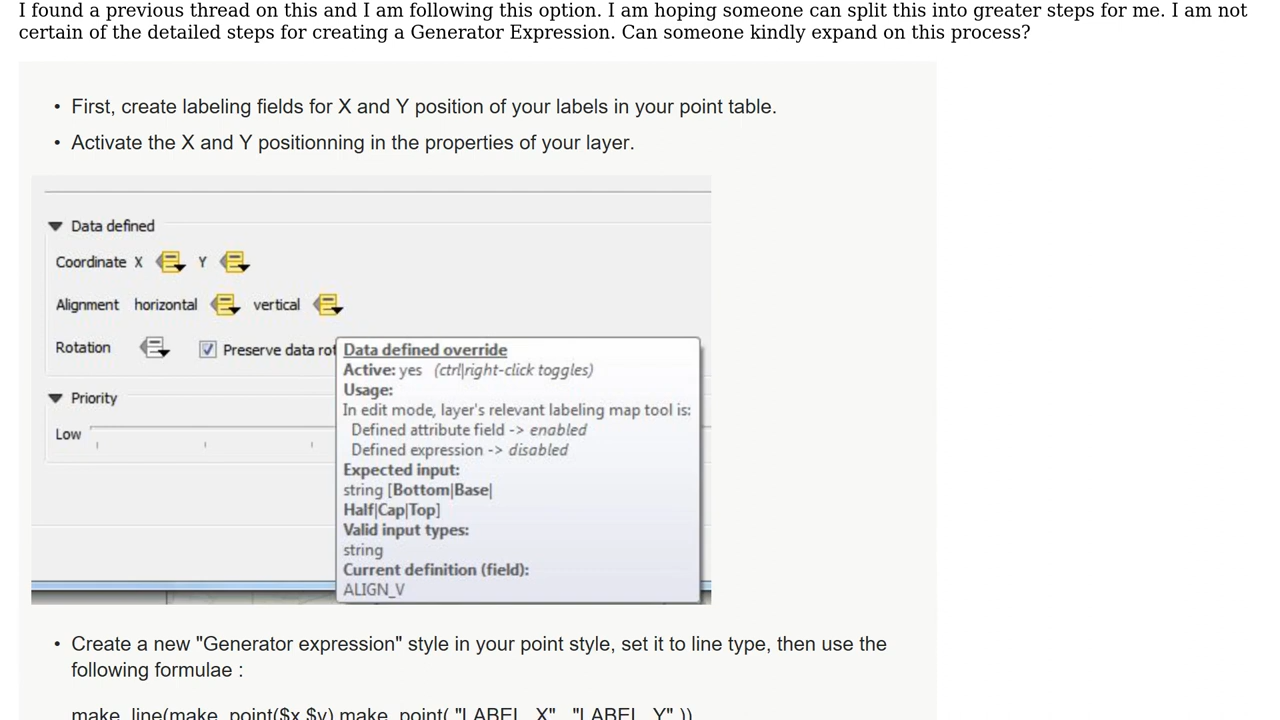 I found a previous thread on this and I am following this option. I am hoping someone can split this into greater steps for me. I am not
certain of the detailed steps for creating a Generator Expression. Can someone kindly expand on this process?
• First, create labeling fields for X and Y position of your labels in your point table.
• Activate the X and Y positionning in the properties of your layer.
Data defined
Coordinate X Y
Alignment horizontal vertical
Rotation Preserve data rot
Data defined override
Active: yes (ctrl|right-click toggles)
Usage:
In edit mode, layer's relevant labeling map tool is:
Defined attribute field -> enabled
Defined expression -> disabled
Expected input:
string [Bottom|Base|
Half|Cap|Top]
Valid input types:
string
Current definition (field):
ALIGN_V
Priority
Low
• Create a new "Generator expression" style in your point style, set it to line type, then use the
following formulae :
make_line(make_point($x,$y),make_point( "LABEL_X" , "LABEL_Y" ))